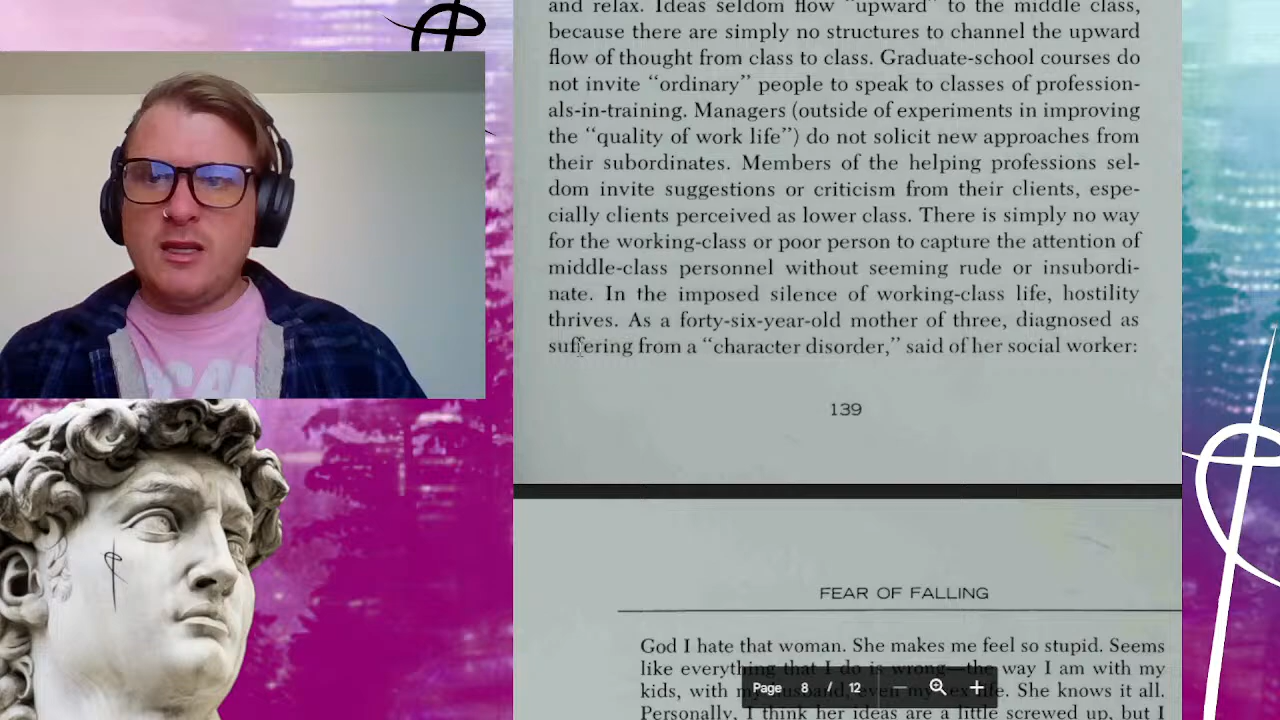 and relax. Ideas seldom flow “upward” to the middle class,
because there are simply no structures to channel the upward
flow of thought from class to class. Graduate-school courses do
not invite “ordinary” people to speak to classes of profession-
als-in-training. Managers (outside of experiments in improving
the “quality of work life”) do not solicit new approaches from
their subordinates. Members of the helping professions sel-
dom invite suggestions or criticism from their clients, espe-
cially clients perceived as lower class. There is simply no way
for the working-class or poor person to capture the attention of
middle-class personnel without seeming rude or insubordi-
nate. In the imposed silence of working-class life, hostility
thrives. As a forty-six-year-old mother of three, diagnosed as
suffering from a “character disorder,” said of her social worker:
139
FEAR OF FALLING
God I hate that woman. She makes me feel so stupid. Seems
like everything that I do is wrong—the way I am with my
kids, with my husband, even my sex life. She knows it all.
Personally, I think her ideas are a little screwed up, but I
Page 8 / 12